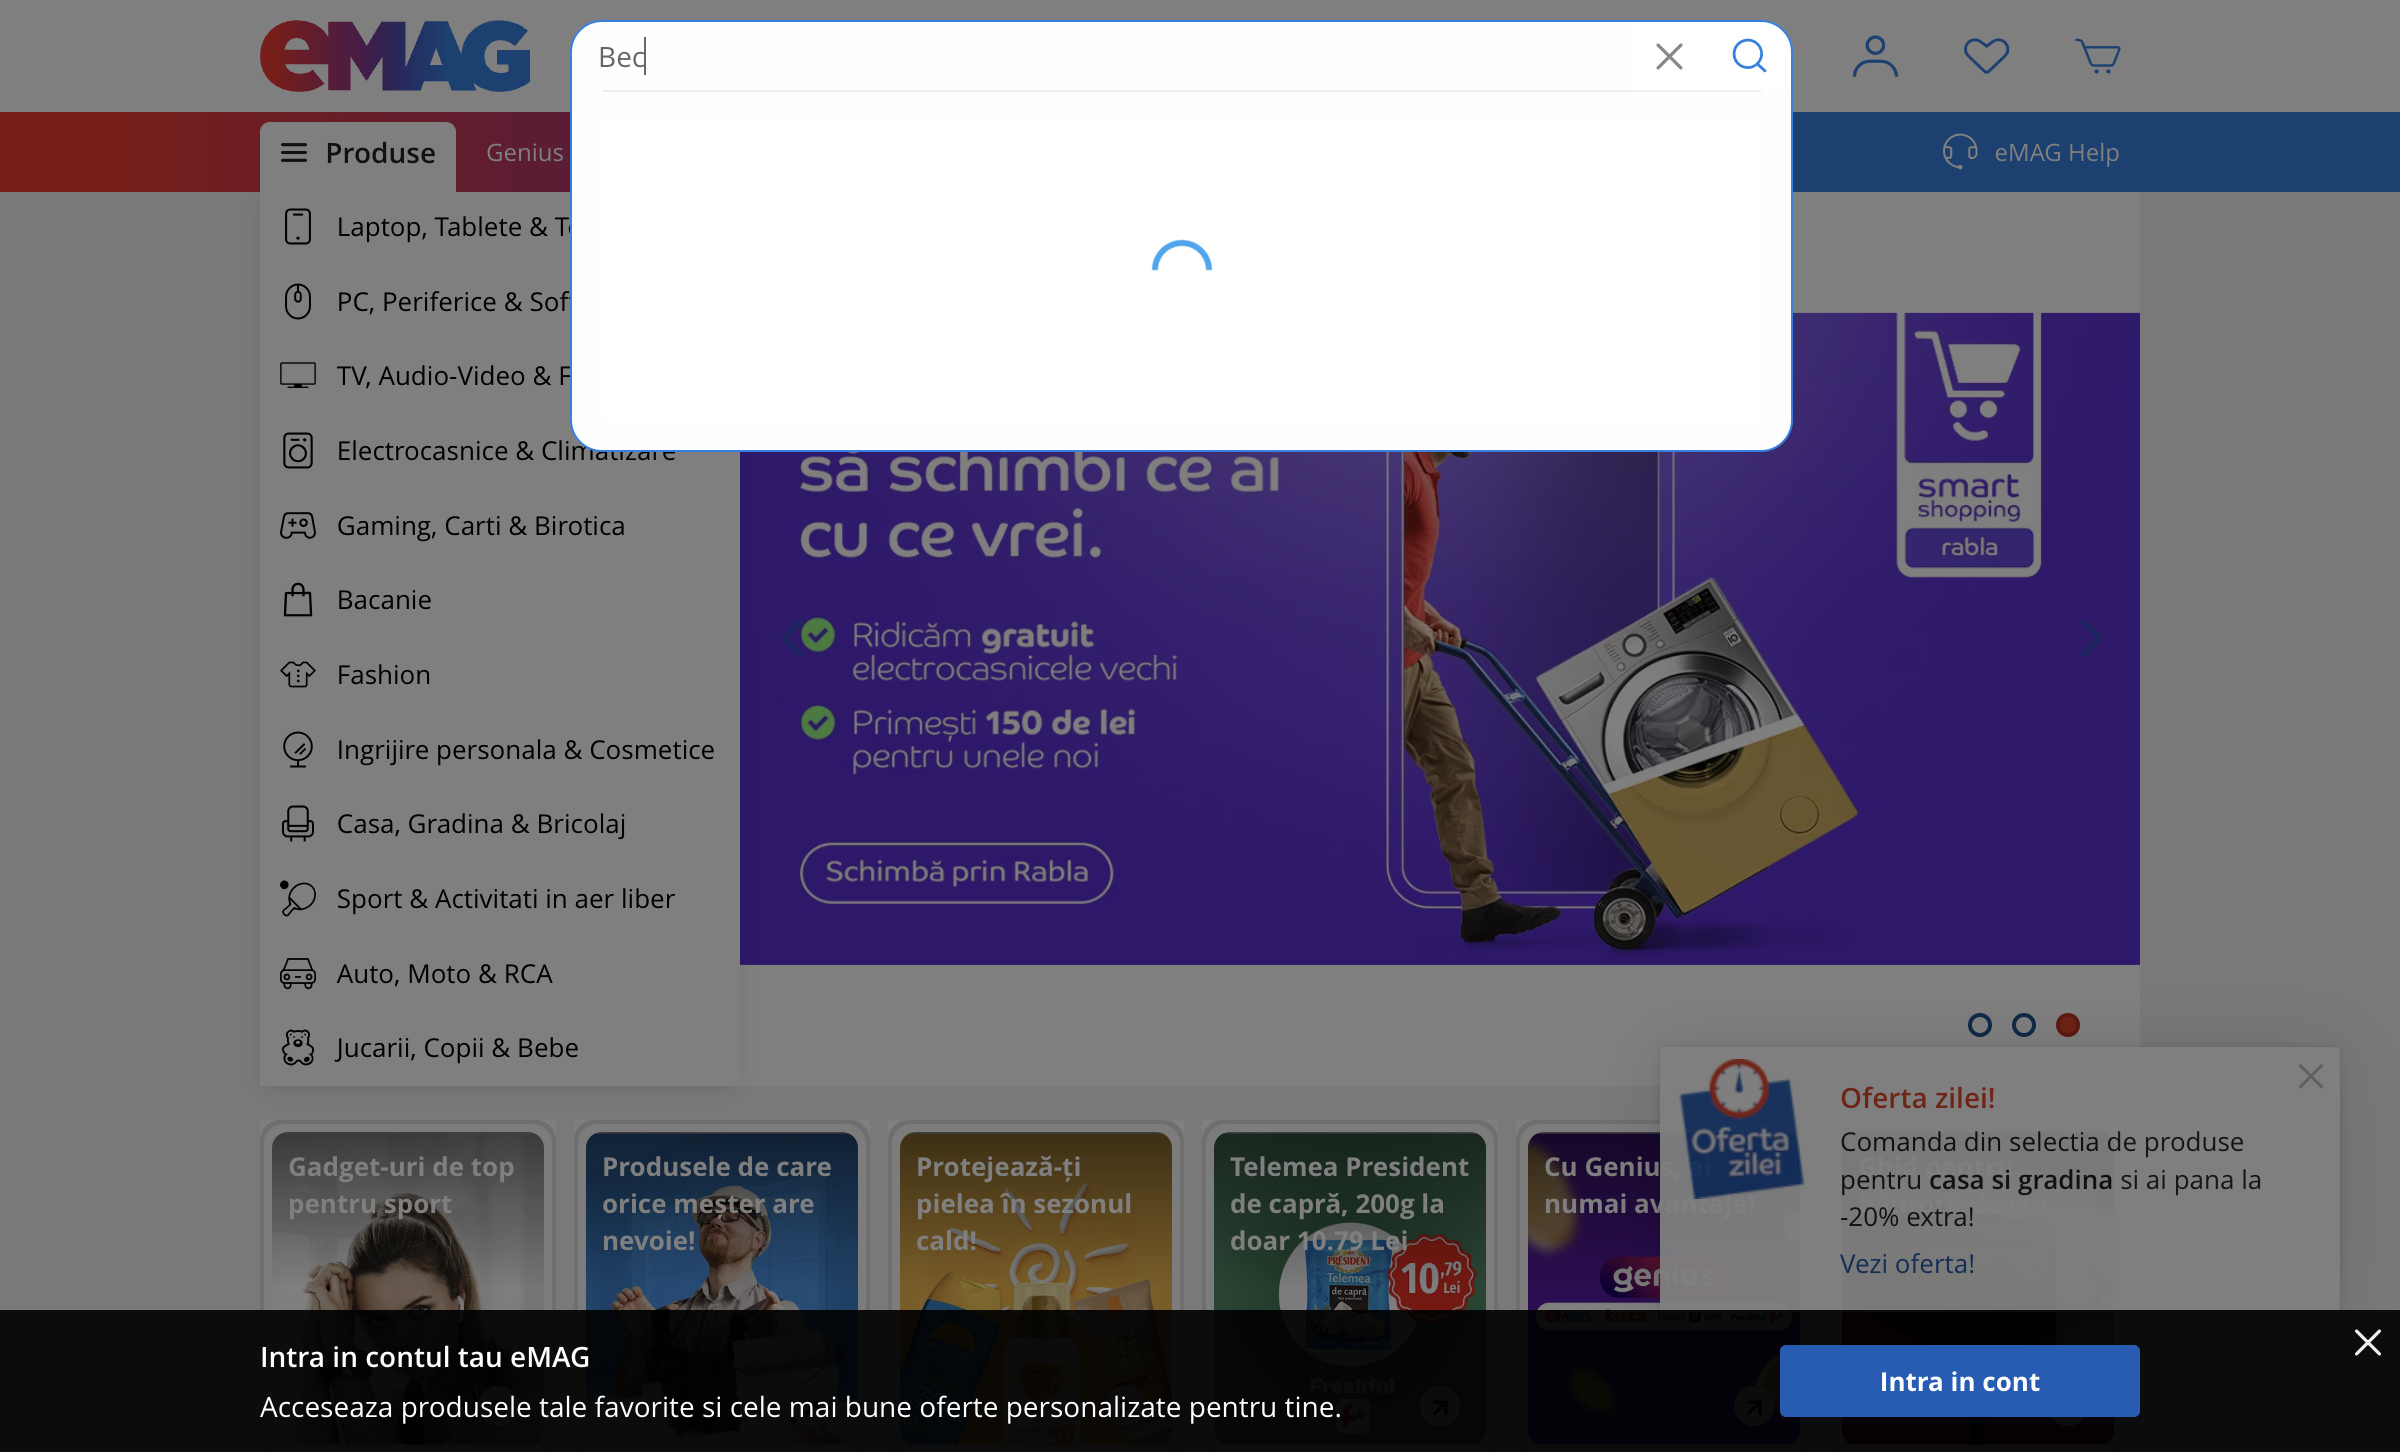 eMAG
Bec
Produse
Genius
eMAG Help
Laptop, Tablete & T
PC, Periferice & Sof
TV, Audio-Video & F
Electrocasnice & Climatizare
Gaming, Carti & Birotica
Bacanie
Fashion
Ingrijire personala & Cosmetice
Casa, Gradina & Bricolaj
Sport & Activitati in aer liber
Auto, Moto & RCA
Jucarii, Copii & Bebe
să schimbi ce ai
cu ce vrei.
Ridicăm gratuit
electrocasnicele vechi
Primești 150 de lei
pentru unele noi
Schimbă prin Rabla
smart
shopping
rabla
Gadget-uri de top
pentru sport
Produsele de care
orice meșter are
nevoie!
Protejează-ți
pielea în sezonul
cald!
Telemea President
de capră, 200g la
doar 10.79 Lei
PRÉSIDENT
Telemea
de capră
10,79
Lei
Freshful
Cu Genius,
numai avantaje!
genius
Oferta
zilei
Oferta zilei!
Comanda din selectia de produse
pentru casa si gradina si ai pana la
-20% extra!
Vezi oferta!
Intra in contul tau eMAG
Acceseaza produsele tale favorite si cele mai bune oferte personalizate pentru tine.
Intra in cont